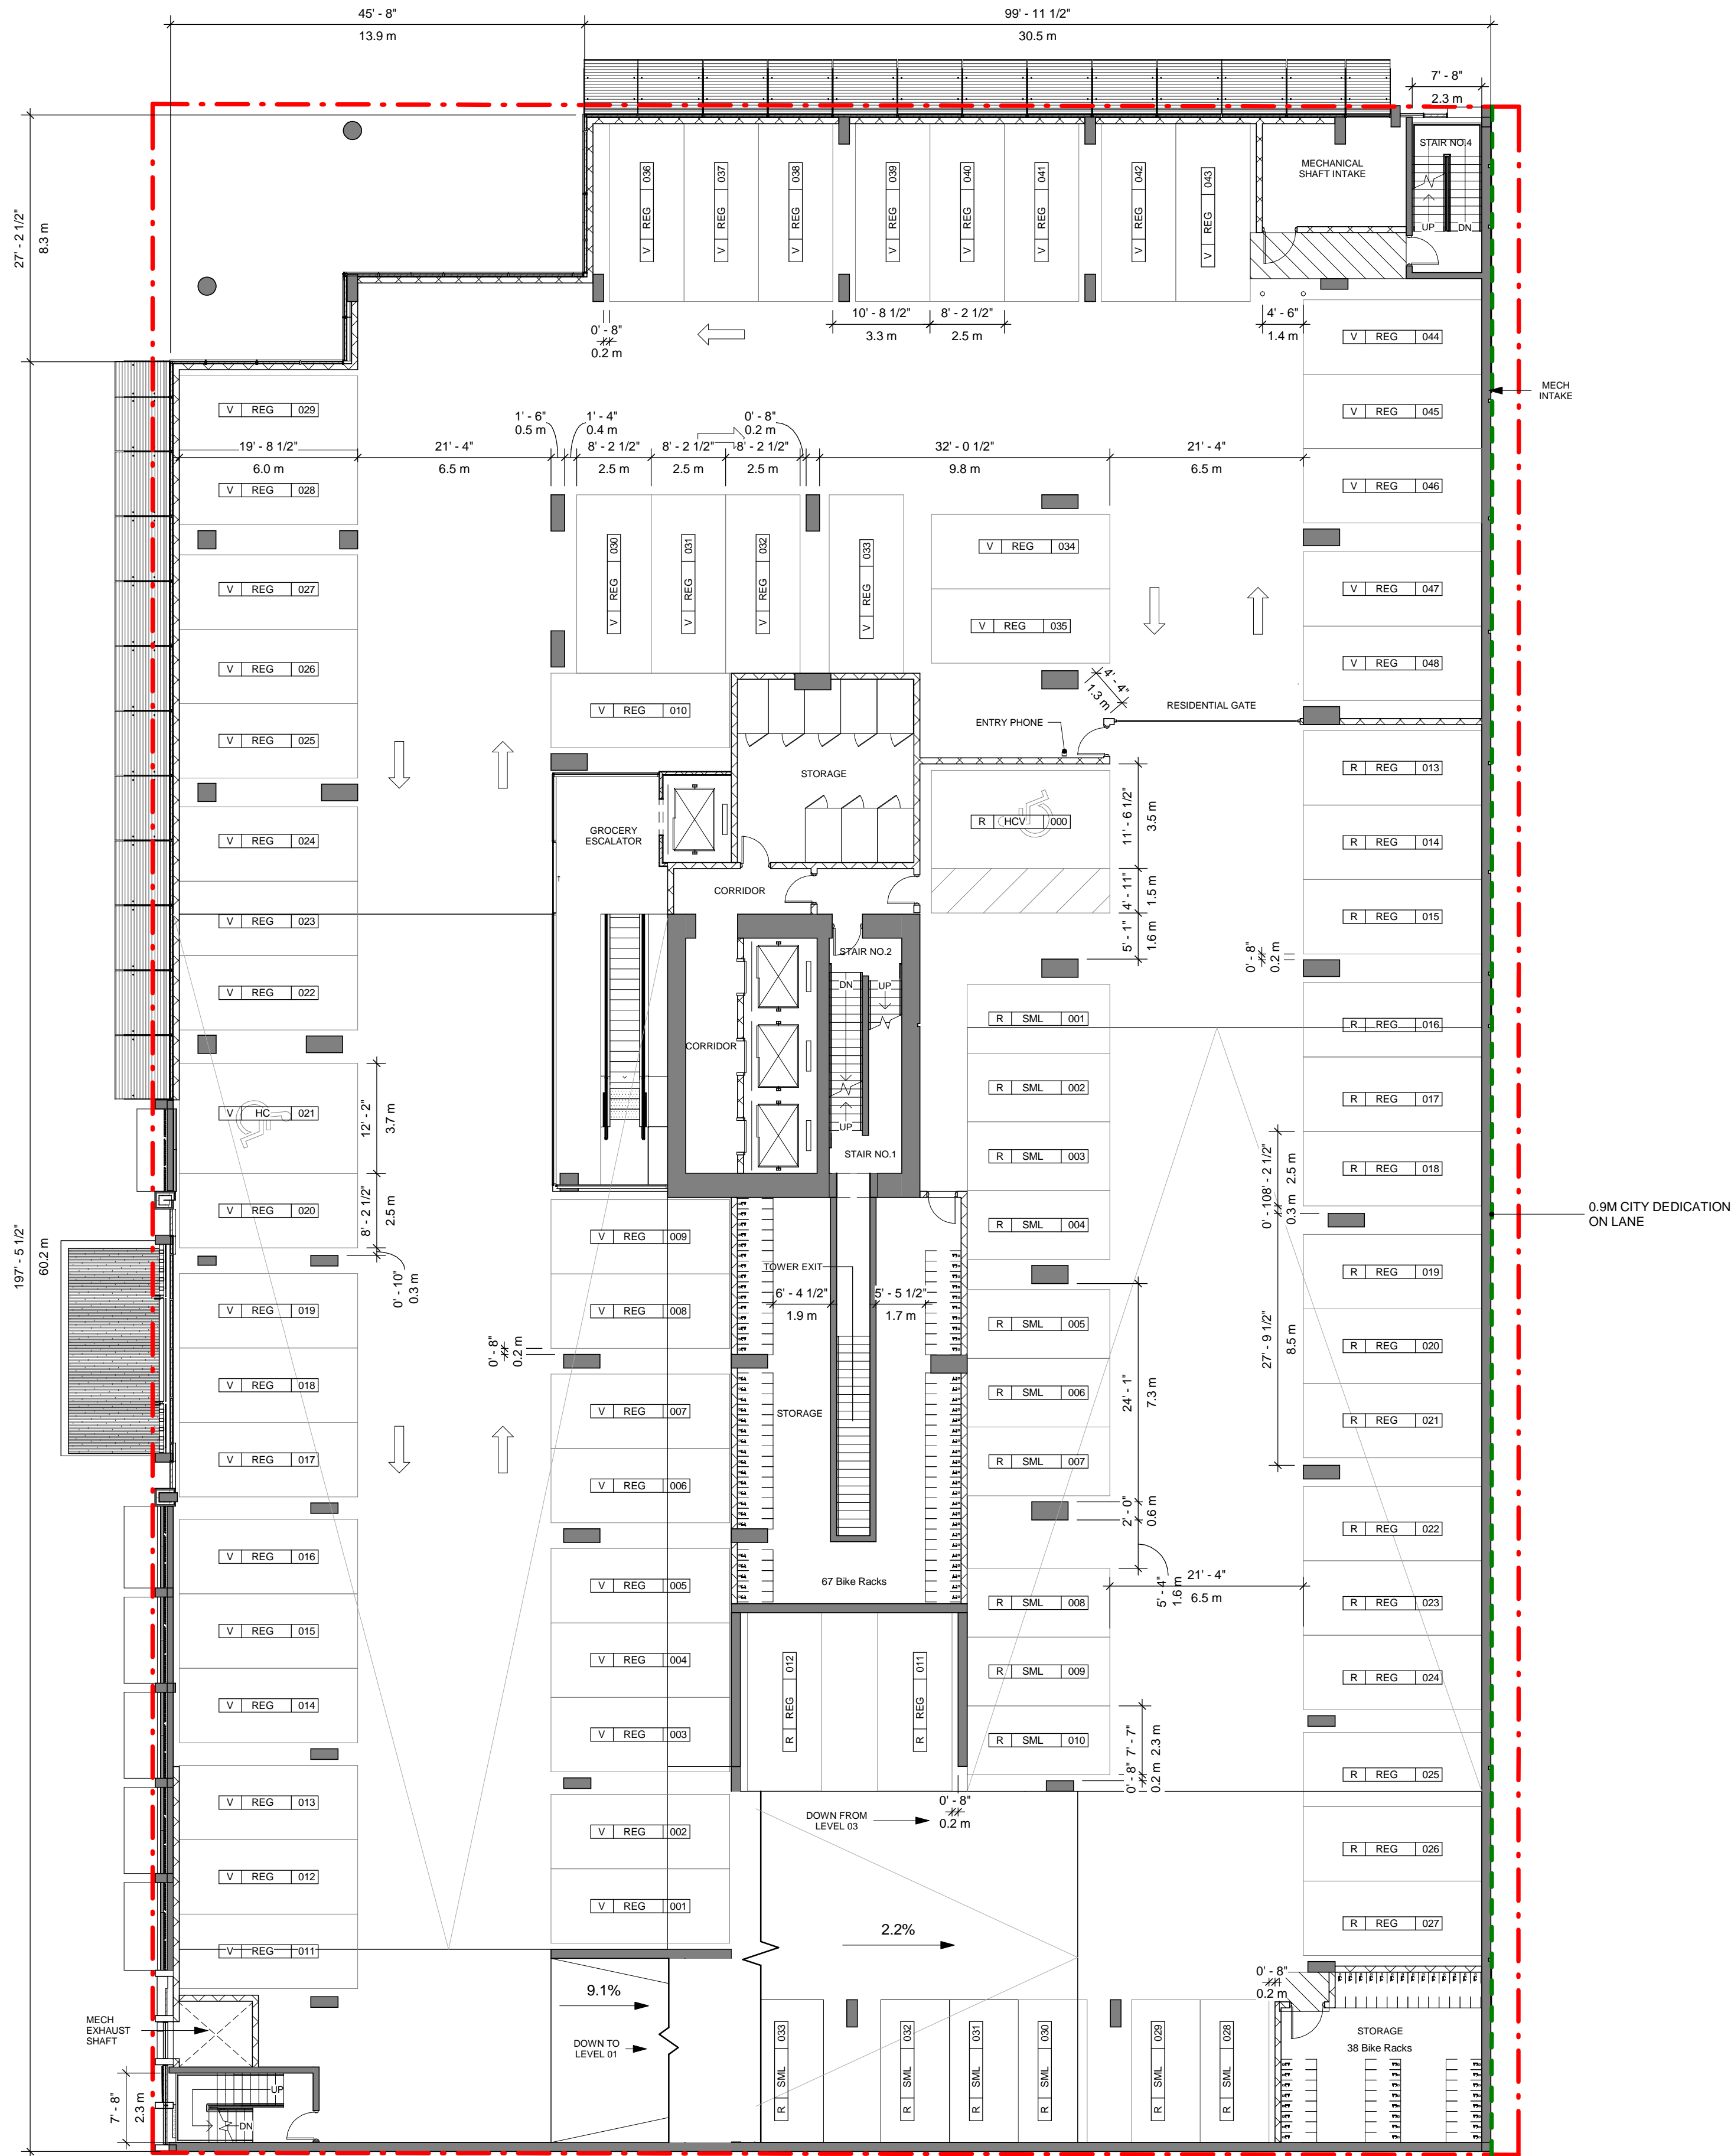 45' - 8"
13.9 m
99' - 11 1/2"
30.5 m
7' - 8"
2.3 m
27' - 2 1/2"
8.3 m
V REG 036
V REG 037
V REG 038
V REG 039
V REG 040
V REG 041
V REG 042
V REG 043
MECHANICAL
SHAFT INTAKE
STAIR NO.4
UP
DN
0' - 8"
0.2 m
10' - 8 1/2"
3.3 m
8' - 2 1/2"
2.5 m
4' - 6"
1.4 m
V REG 044
V REG 045
V REG 046
V REG 047
V REG 048
MECH
INTAKE
V REG 029
19' - 8 1/2"
6.0 m
21' - 4"
6.5 m
1' - 6"
0.5 m
1' - 4"
0.4 m
8' - 2 1/2"
2.5 m
8' - 2 1/2"
2.5 m
8' - 2 1/2"
2.5 m
0' - 8"
0.2 m
32' - 0 1/2"
9.8 m
21' - 4"
6.5 m
V REG 028
V REG 027
V REG 026
V REG 025
V REG 024
V REG 023
V REG 022
V HC 021
V REG 020
V REG 019
V REG 018
V REG 017
V REG 016
V REG 015
V REG 014
V REG 013
V REG 012
V REG 011
V REG 030
V REG 031
V REG 032
V REG 033
V REG 034
V REG 035
V REG 010
4' - 4"
1.3 m
RESIDENTIAL GATE
ENTRY PHONE
STORAGE
GROCERY
ESCALATOR
CORRIDOR
R HCV 000
11' - 6 1/2"
3.5 m
4' - 11"
1.5 m
5' - 1"
1.6 m
R REG 013
R REG 014
R REG 015
0' - 8"
0.2 m
R REG 016
R REG 017
R REG 018
STAIR NO.2
DN
UP
CORRIDOR
UP
STAIR NO.1
R SML 001
R SML 002
R SML 003
R SML 004
12' - 2"
3.7 m
8' - 2 1/2"
2.5 m
0' - 10"
0.3 m
197' - 5 1/2"
60.2 m
8' - 2 1/2"
2.5 m
0' - 10
0.3 m
0.9M CITY DEDICATION
ON LANE
V REG 009
V REG 008
0' - 8"
0.2 m
V REG 007
V REG 006
V REG 005
V REG 004
V REG 003
V REG 002
V REG 001
TOWER EXIT
6' - 4 1/2"
1.9 m
5' - 5 1/2"
1.7 m
STORAGE
67 Bike Racks
R SML 005
R SML 006
R SML 007
24' - 1"
7.3 m
2' - 0"
0.6 m
5' - 4"
1.6 m
21' - 4"
6.5 m
27' - 9 1/2"
8.5 m
R REG 019
R REG 020
R REG 021
R REG 022
R REG 023
R REG 024
R REG 025
R REG 026
R REG 027
R SML 008
R SML 009
R SML 010
7' - 7"
2.3 m
0' - 8"
0.2 m
R REG 012
R REG 011
0' - 8"
0.2 m
DOWN FROM
LEVEL 03
2.2%
9.1%
DOWN TO
LEVEL 01
MECH
EXHAUST
SHAFT
7' - 8"
2.3 m
UP
DN
R SML 033
R SML 032
R SML 031
R SML 030
R SML 029
R SML 028
0' - 8"
0.2 m
STORAGE
38 Bike Racks